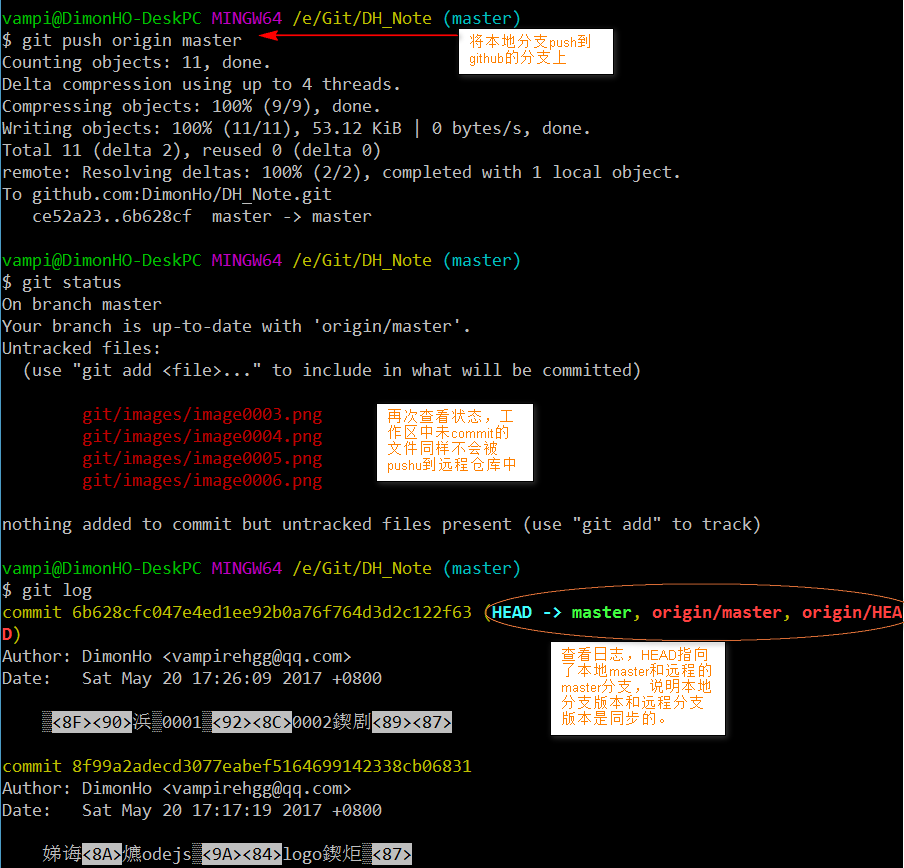 vampi@DimonHO-DeskPC MINGW64 /e/Git/DH_Note (master)
$ git push origin master
将本地分支push到
github的分支上
Counting objects: 11, done.
Delta compression using up to 4 threads.
Compressing objects: 100% (9/9), done.
Writing objects: 100% (11/11), 53.12 KiB | 0 bytes/s, done.
Total 11 (delta 2), reused 0 (delta 0)
remote: Resolving deltas: 100% (2/2), completed with 1 local object.
To github.com:DimonHo/DH_Note.git
ce52a23..6b628cf master -> master
vampi@DimonHO-DeskPC MINGW64 /e/Git/DH_Note (master)
$ git status
On branch master
Your branch is up-to-date with 'origin/master'.
Untracked files:
(use "git add <file>..." to include in what will be committed)
git/images/image0003.png
git/images/image0004.png
git/images/image0005.png
git/images/image0006.png
再次查看状态，工
作区中未commit的
文件同样不会被
pushu到远程仓库中
nothing added to commit but untracked files present (use "git add" to track)
vampi@DimonHO-DeskPC MINGW64 /e/Git/DH_Note (master)
$ git log
commit 6b628cfc047e4ed1ee92b0a76f764d3d2c122f63 (HEAD -> master, origin/master, origin/HEA
D)
Author: DimonHo <vampirehgg@qq.com>
Date: Sat May 20 17:26:09 2017 +0800
查看日志，HEAD指向
了本地master和远程的
master分支，说明本地
分支版本和远程分支
版本是同步的。
<8F><90>浜▒0001▒<92><8C>0002鍥剧<89><87>
commit 8f99a2adecd3077eabef5164699142338cb06831
Author: DimonHo <vampirehgg@qq.com>
Date: Sat May 20 17:17:19 2017 +0800
<8A>odejs▒<9A><84>logo鍥炬▒<87>